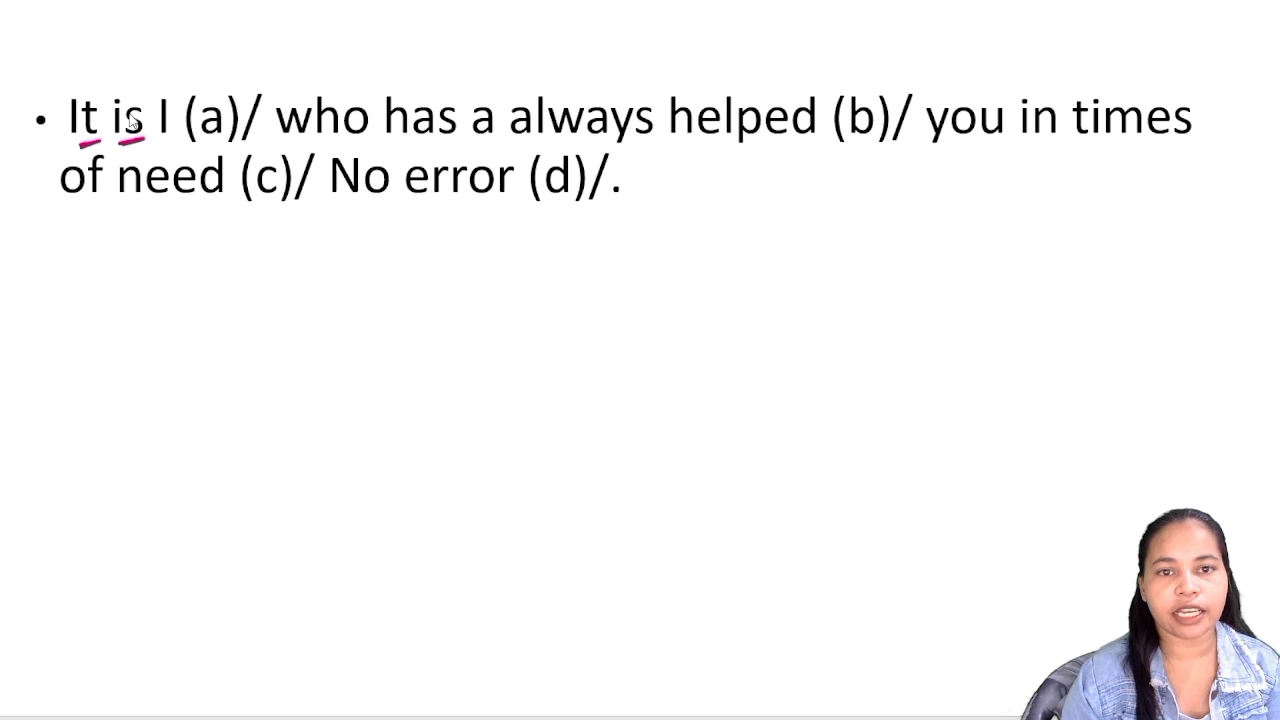 • It is I (a)/ who has a always helped (b)/ you in times
of need (c)/ No error (d)/.